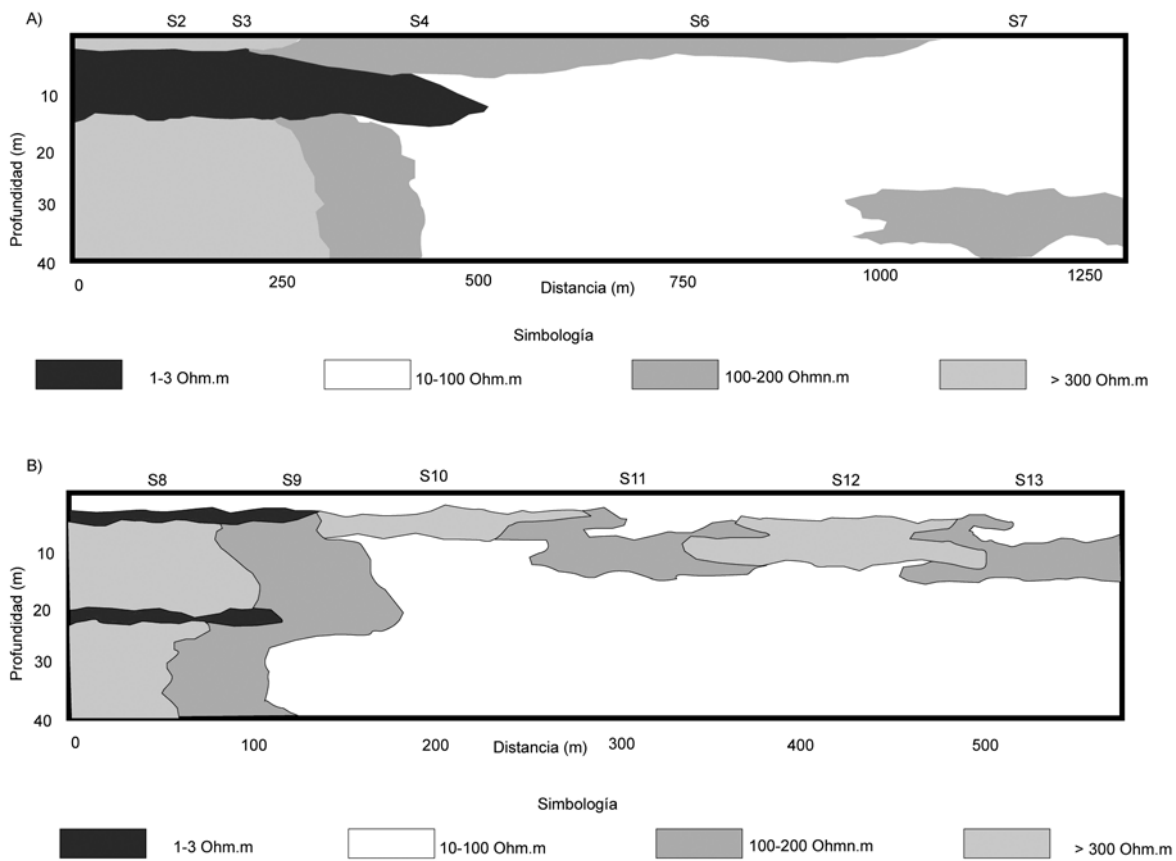 A)
S2 S3 S4 S6 S7
Profundidad (m)
10
20
30
40
0 250 500 750 1000 1250
Distancia (m)
Simbología
1-3 Ohm.m 10-100 Ohm.m 100-200 Ohmn.m > 300 Ohm.m
B)
S8 S9 S10 S11 S12 S13
Profundidad (m)
10
20
30
40
0 100 200 300 400 500
Distancia (m)
Simbología
1-3 Ohm.m 10-100 Ohm.m 100-200 Ohmn.m > 300 Ohm.m